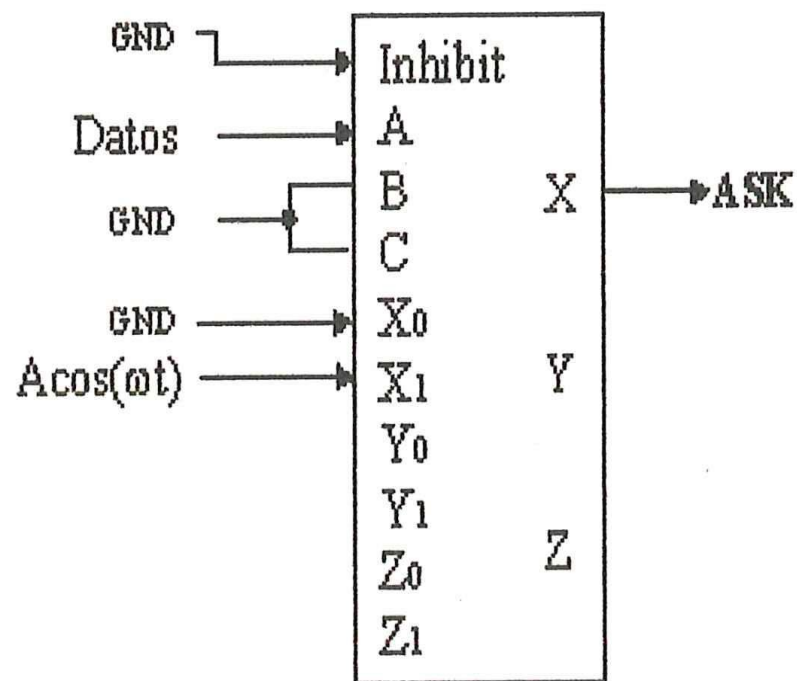 GND
Inhibit
Datos
A
B
X
ASK
GND
C
GND
X0
Acos(ωt)
X1
Y
Y0
Y1
Z0
Z
Z1